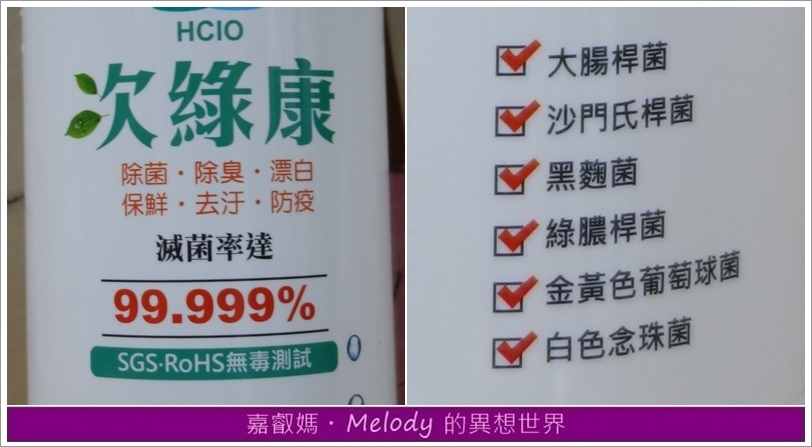 HClO
次綠康
除菌・除臭・漂白
保鮮・去汙・防疫
滅菌率達
99.999%
SGS·RoHS無毒測試
大腸桿菌
沙門氏桿菌
黑麴菌
綠膿桿菌
金黃色葡萄球菌
白色念珠菌
嘉叡媽・Melody 的異想世界